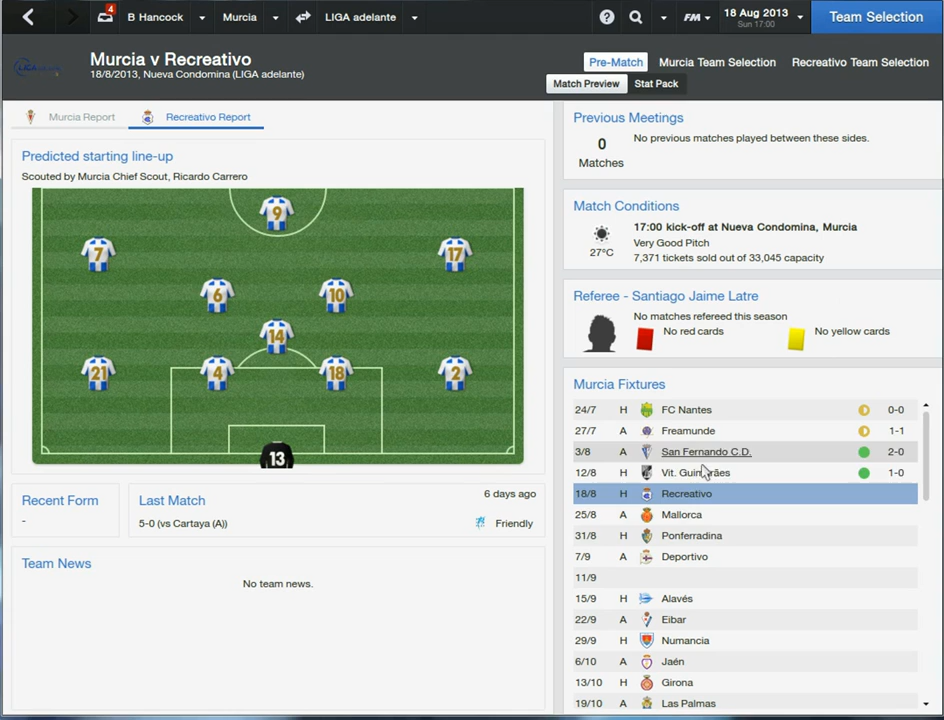 4
B Hancock
Murcia
LIGA adelante
?
FM
18 Aug 2013
Sun 17:00
Team Selection
Murcia v Recreativo
18/8/2013, Nueva Condomina (LIGA adelante)
Pre-Match
Murcia Team Selection
Recreativo Team Selection
Match Preview
Stat Pack
Murcia Report
Recreativo Report
Predicted starting line-up
Scouted by Murcia Chief Scout, Ricardo Carrero
9
7
17
6
10
14
21
4
18
2
13
Recent Form
-
Last Match
6 days ago
5-0 (vs Cartaya (A))
Friendly
Team News
No team news.
Previous Meetings
0
Matches
No previous matches played between these sides.
Match Conditions
27°C
17:00 kick-off at Nueva Condomina, Murcia
Very Good Pitch
7,371 tickets sold out of 33,045 capacity
Referee - Santiago Jaime Latre
No matches refereed this season
No red cards
No yellow cards
Murcia Fixtures
24/7 H FC Nantes 0-0
27/7 A Freamunde 1-1
3/8 A San Fernando C.D. 2-0
12/8 H Vit. Guimarães 1-0
18/8 H Recreativo
25/8 A Mallorca
31/8 H Ponferradina
7/9 A Deportivo
11/9
15/9 H Alavés
22/9 A Eibar
29/9 H Numancia
6/10 A Jaén
13/10 H Girona
19/10 A Las Palmas